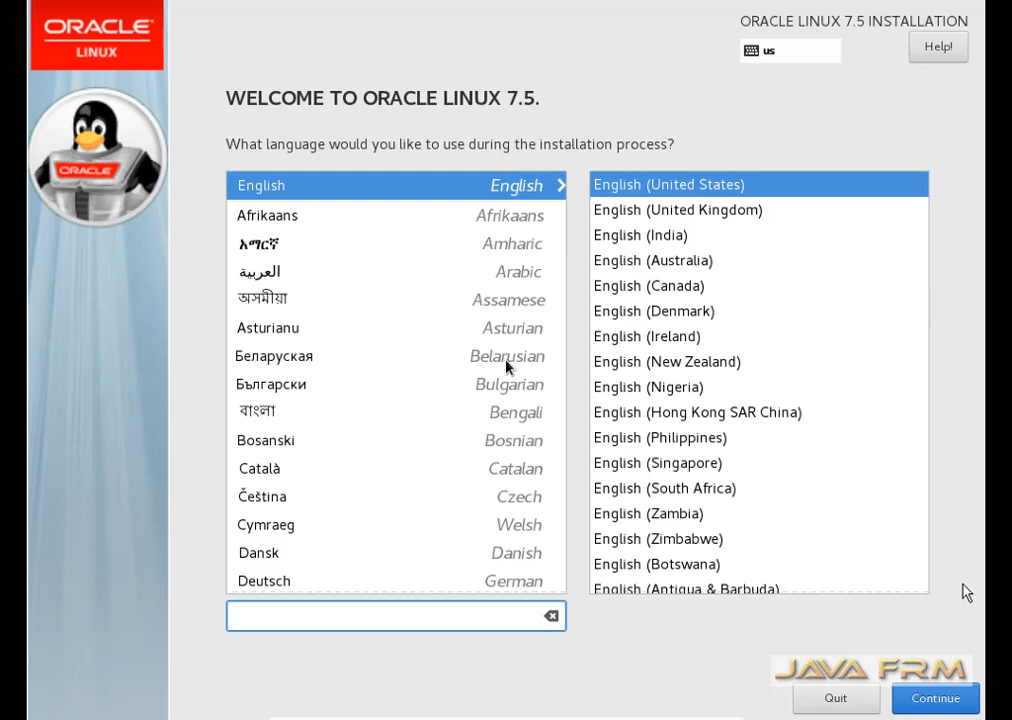 ORACLE
LINUX
ORACLE
ORACLE LINUX 7.5 INSTALLATION
us
Help!
WELCOME TO ORACLE LINUX 7.5.
What language would you like to use during the installation process?
English English
Afrikaans Afrikaans
አማርኛ Amharic
العربية Arabic
অসমীয়া Assamese
Asturianu Asturian
Беларуская Belarusian
Български Bulgarian
বাংলা Bengali
Bosanski Bosnian
Català Catalan
Čeština Czech
Cymraeg Welsh
Dansk Danish
Deutsch German
English (United States)
English (United Kingdom)
English (India)
English (Australia)
English (Canada)
English (Denmark)
English (Ireland)
English (New Zealand)
English (Nigeria)
English (Hong Kong SAR China)
English (Philippines)
English (Singapore)
English (South Africa)
English (Zambia)
English (Zimbabwe)
English (Botswana)
English (Antigua & Barbuda)
JAVA FRM
Quit
Continue